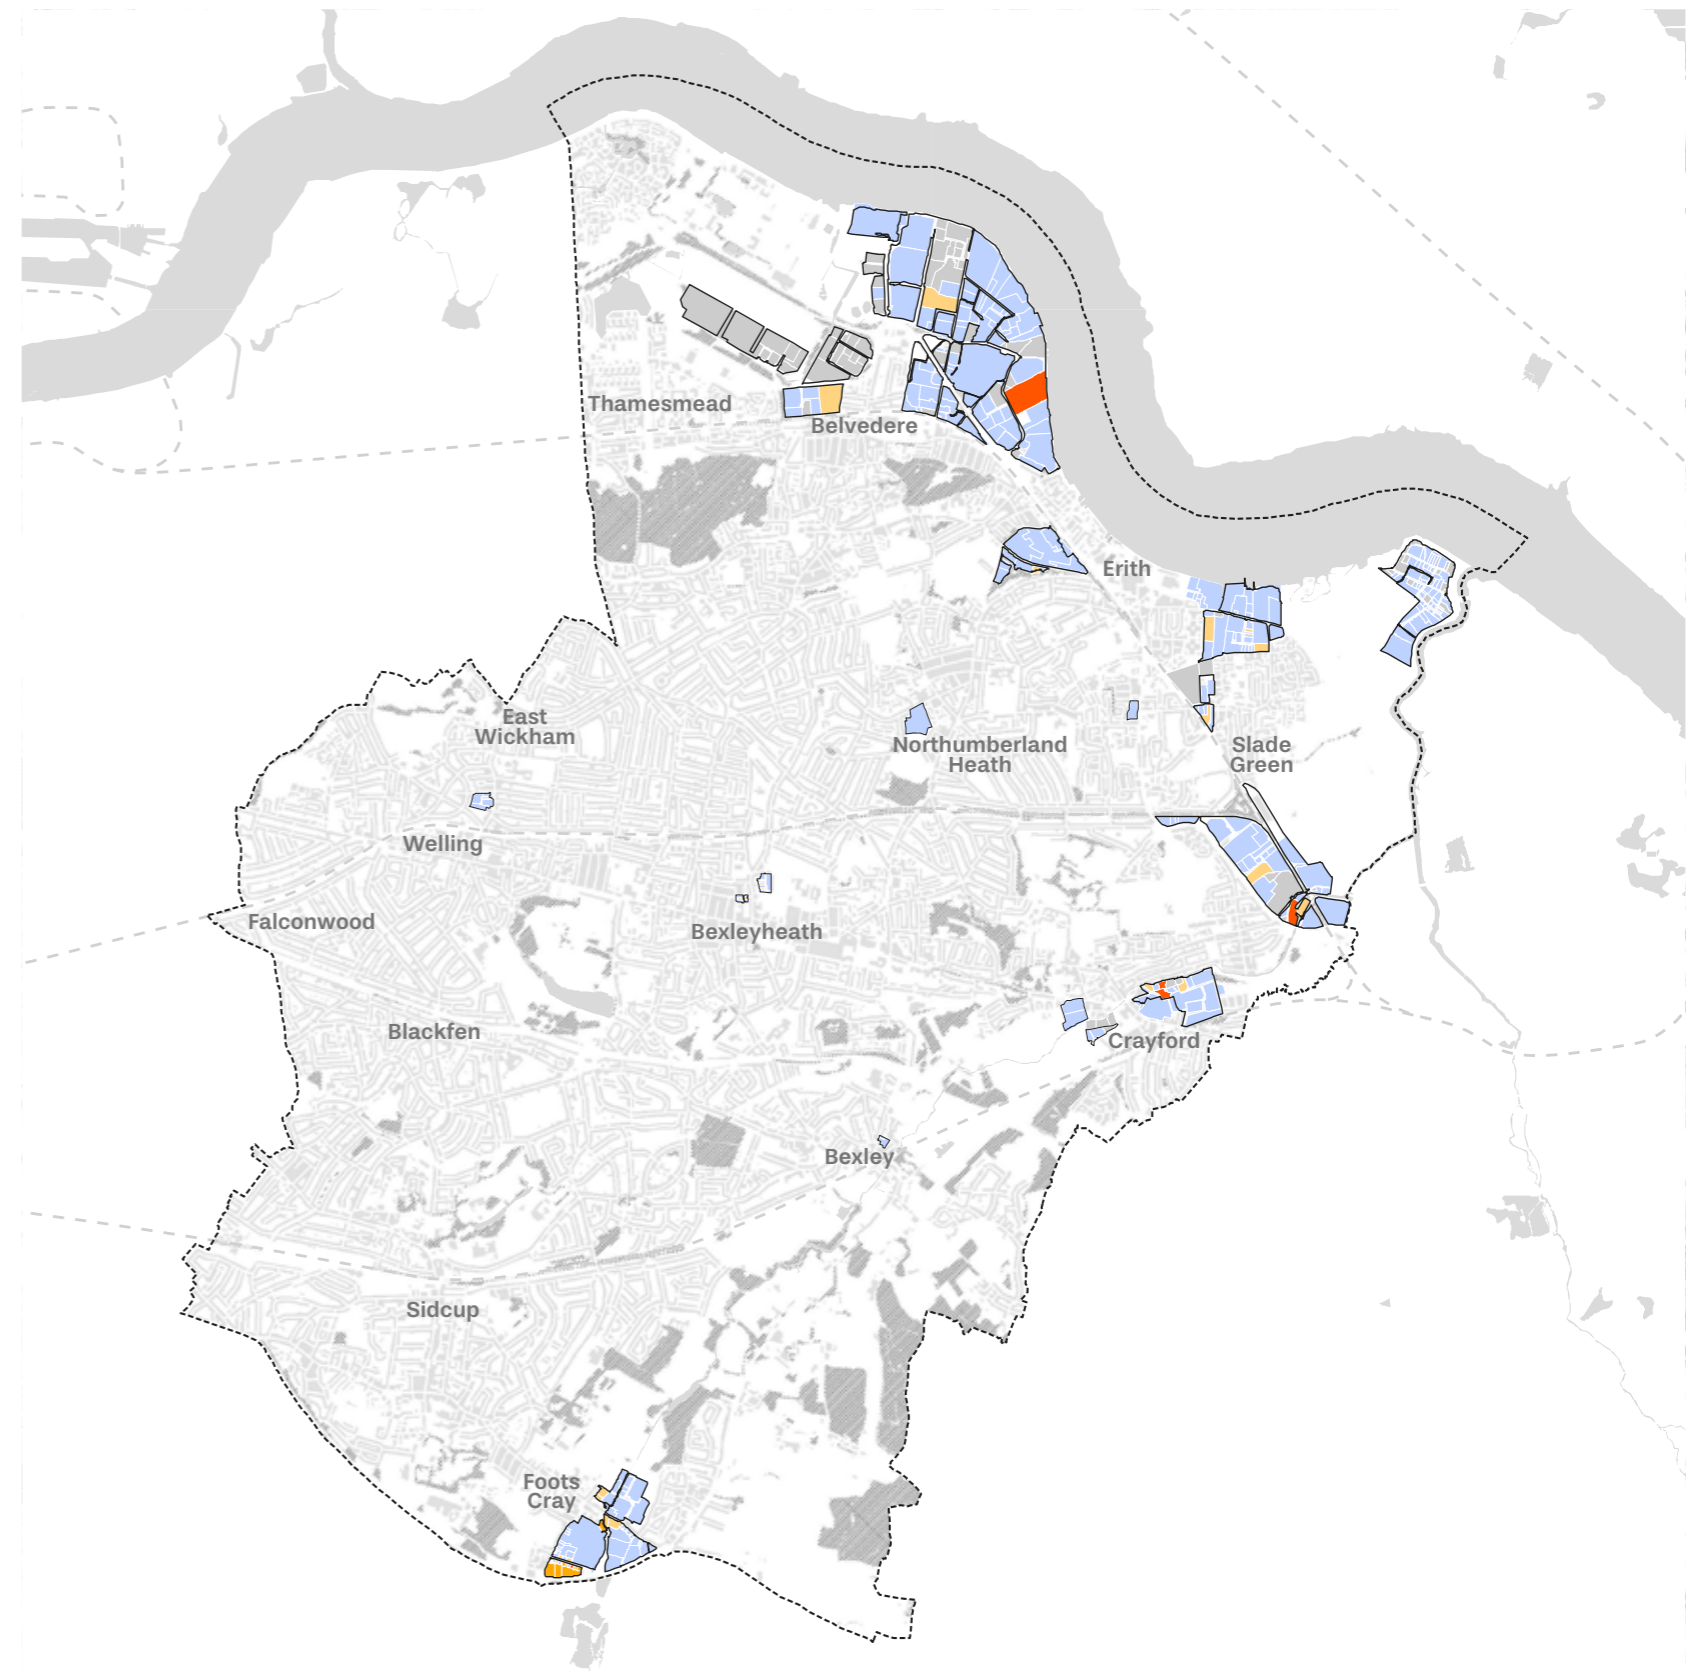 Thamesmead
Belvedere
Erith
East
Wickham
Northumberland
Heath
Slade
Green
Welling
Falconwood
Bexleyheath
Blackfen
Crayford
Bexley
Sidcup
Foots
Cray